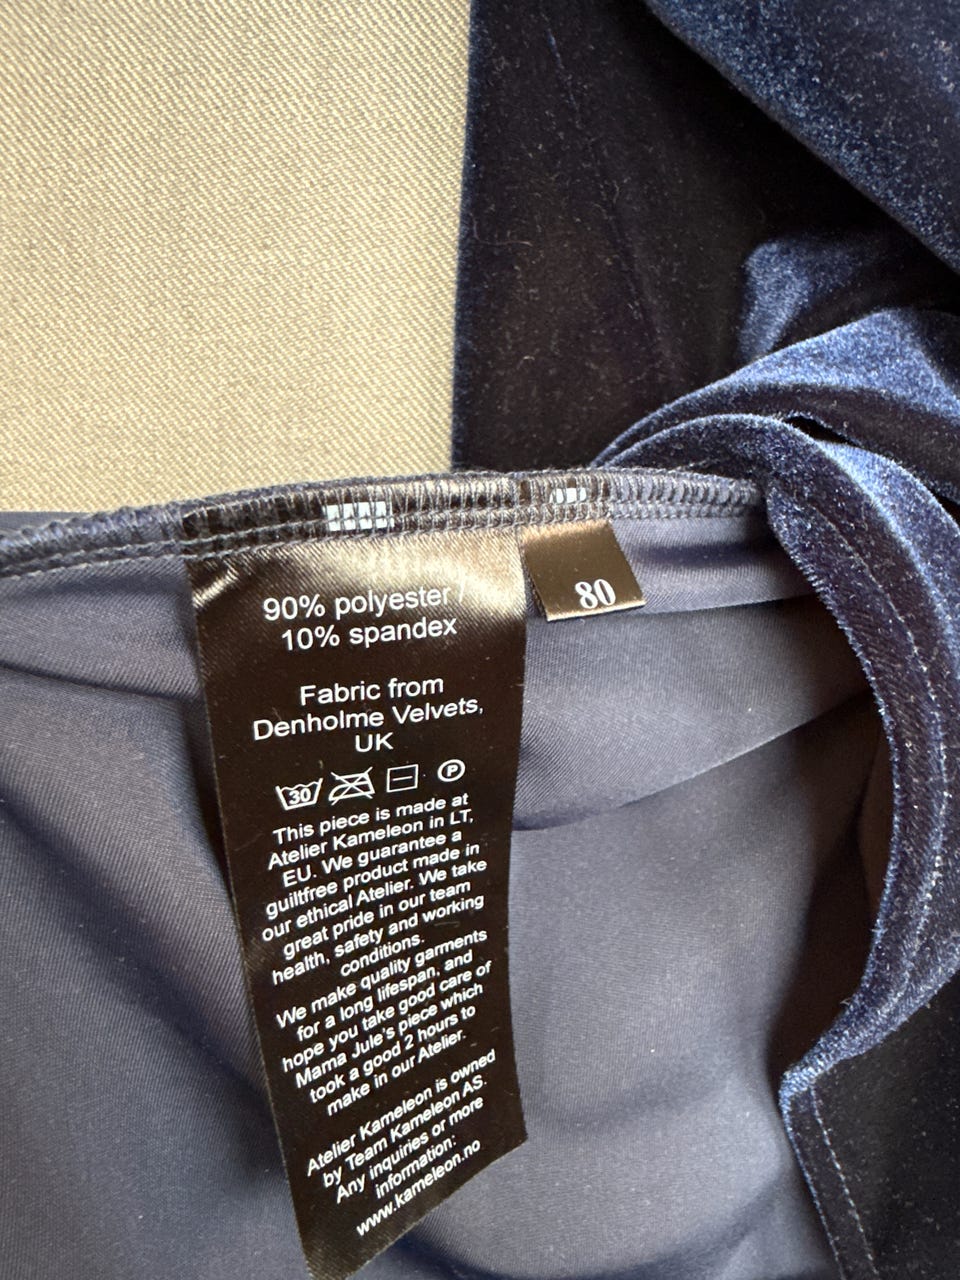 90% polyester /
10% spandex
80
Fabric from
Denholme Velvets,
UK
30
P
This piece is made at
Atelier Kameleon in LT,
EU. We guarantee a
guiltfree product made in
our ethical Atelier. We take
great pride in our team
health, safety and working
conditions.
We make quality garments
for a long lifespan, and
hope you take good care of
Mama Jule's piece which
took a good 2 hours to
make in our Atelier.
Atelier Kameleon is owned
by Team Kameleon AS.
Any inquiries or more
information:
www.kameleon.no